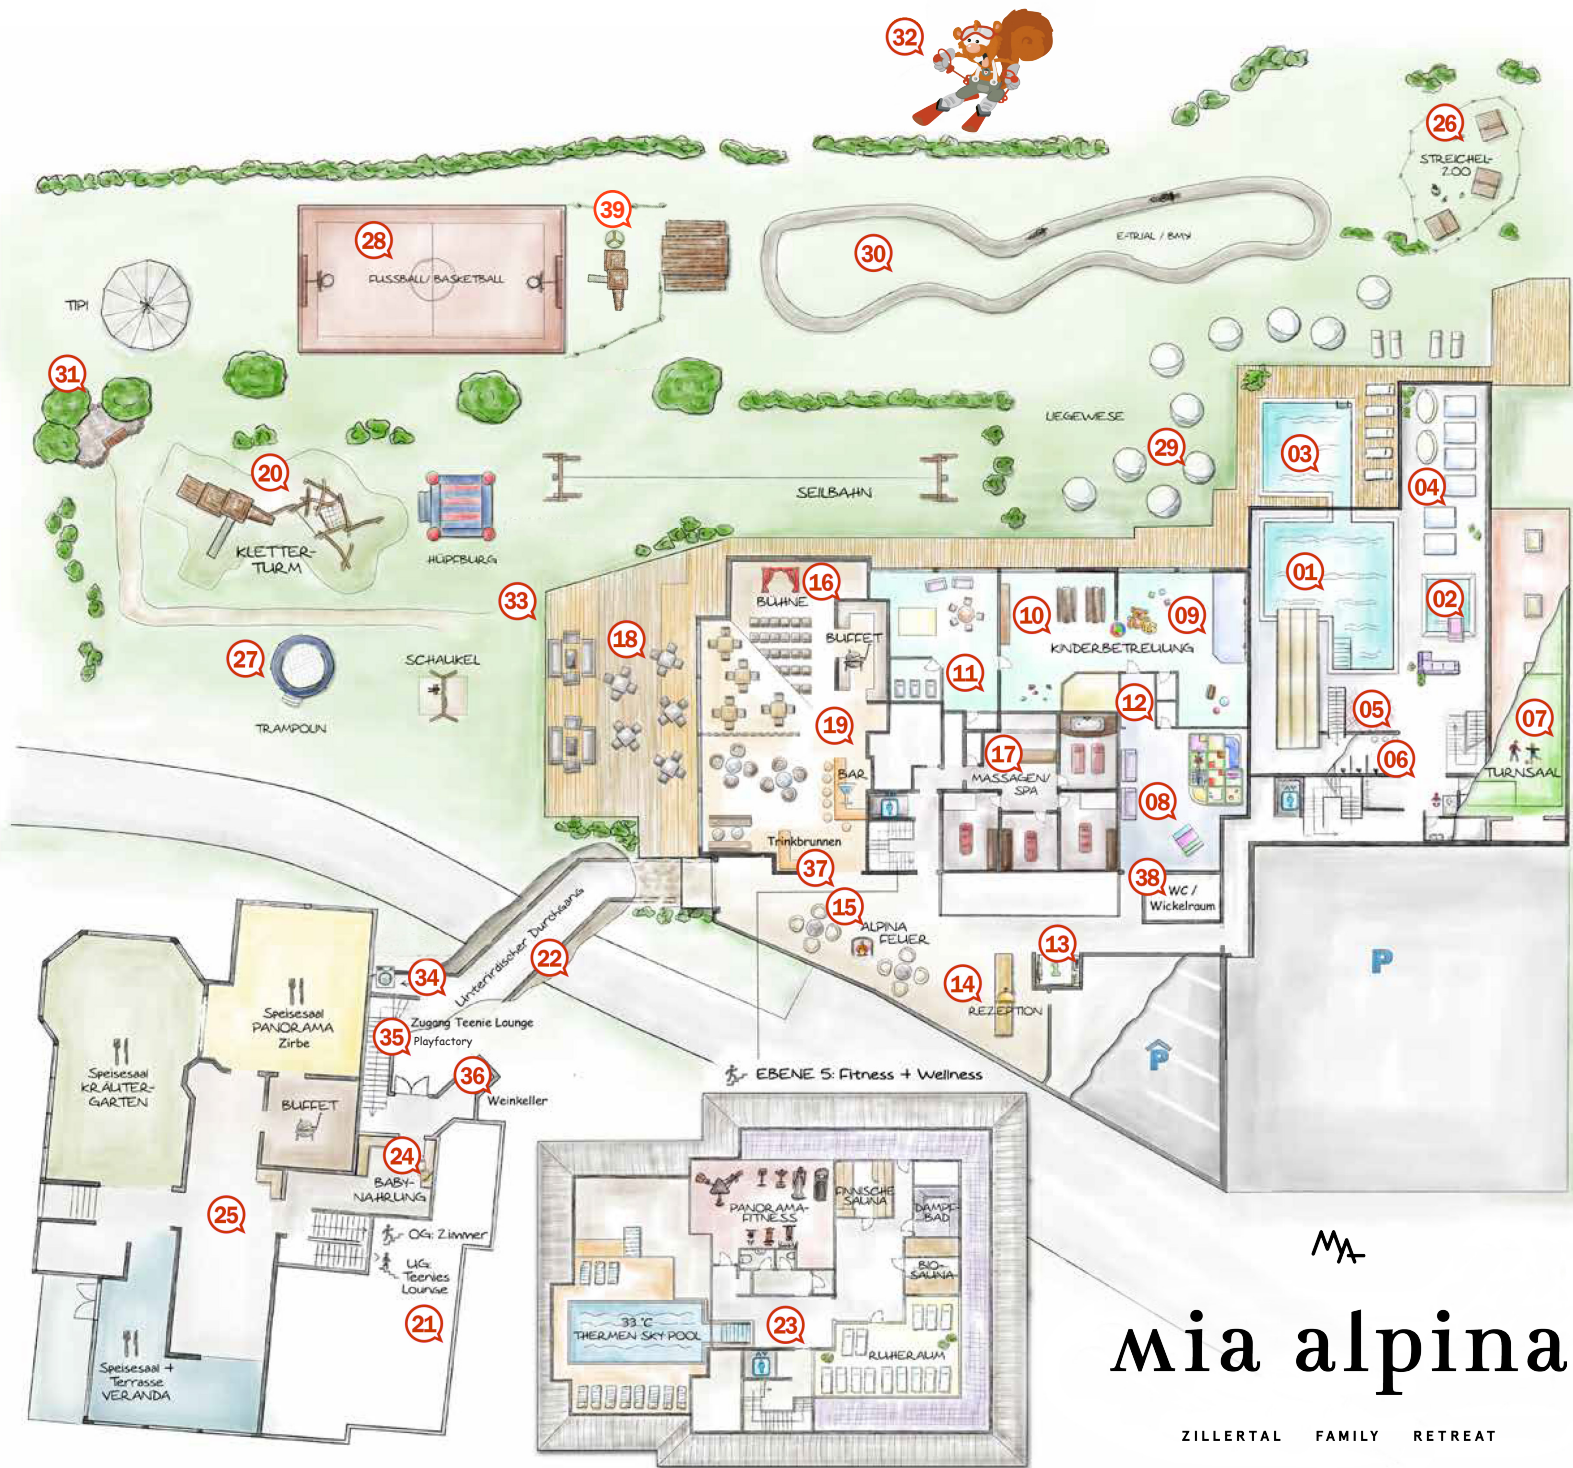 32
26
STREICHEL-
ZOO
39
28
FUSSBALL/BASKETBALL
30
E-TRIAL / BMX
TIPI
31
LIEGEWIESE
29
03
04
20
KLETTER-
TURM
HÜPFBURG
SEILBAHN
01
02
33
18
16
BÜHNE
BUFFET
10
09
KINDERBETREUUNG
11
12
27
TRAMPOLIN
SCHAUKEL
19
BAR
17
MASSAGEN/
SPA
08
05
06
07
TURNSAAL
Trinkbrunnen
37
38
WC /
Wickelraum
15
ALPINA
FEUER
13
14
REZEPTION
P
P
Unterirdischer Durchgang
22
34
Zugang Teenie Lounge
Playfactory
35
36
Weinkeller
Speisesaal
PANORAMA
Zirbe
Speisesaal
KRÄUTER-
GARTEN
BUFFET
24
BABY-
NAHRUNG
25
OG: Zimmer
UG:
Teenies
Lounge
21
Speisesaal +
Terrasse
VERANDA
EBENE 5: Fitness + Wellness
PANORAMA-
FITNESS
FINNISCHE
SAUNA
DAMPF-
BAD
BIO-
SAUNA
33 °C
THERMEN SKY POOL
23
RUHERAUM
MA
mia alpina
ZILLERTAL FAMILY RETREAT